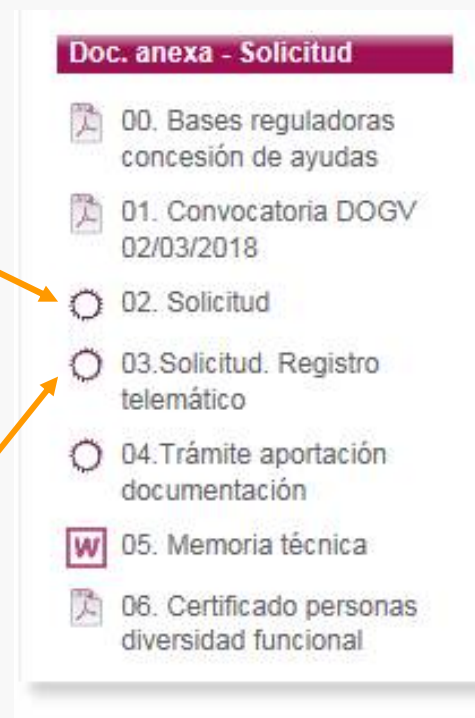 Doc. anexa - Solicitud
00. Bases reguladoras
concesión de ayudas
01. Convocatoria DOGV
02/03/2018
02. Solicitud
03.Solicitud. Registro
telemático
04.Trámite aportación
documentación
W 05. Memoria técnica
06. Certificado personas
diversidad funcional